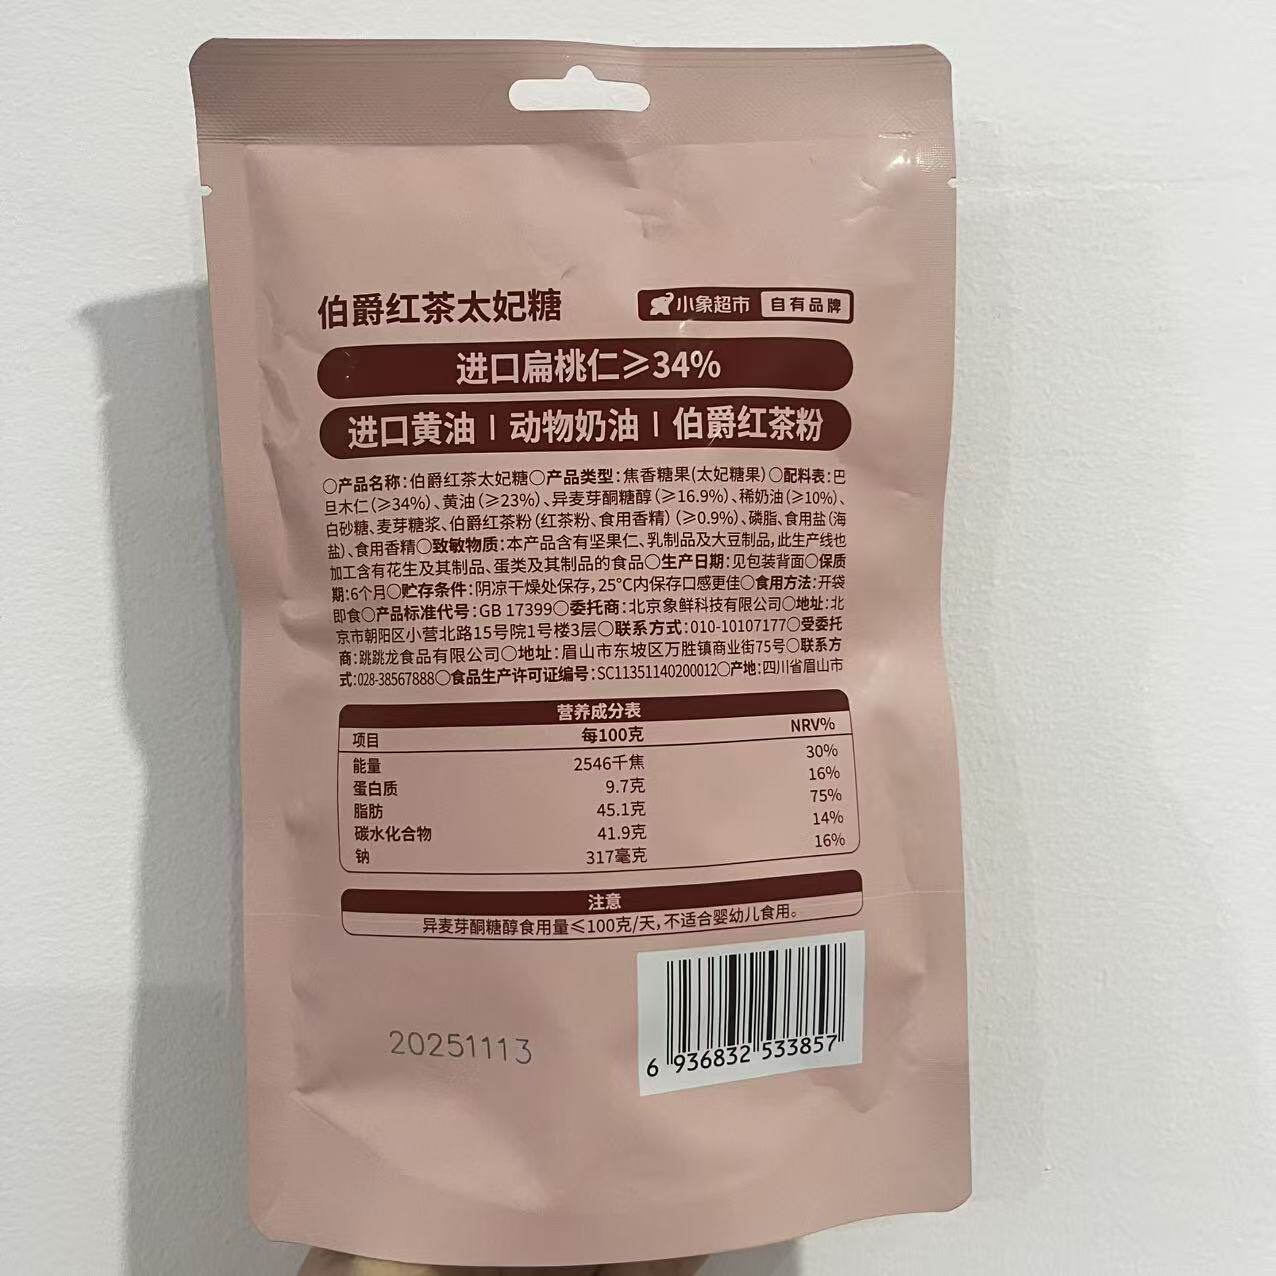 伯爵红茶太妃糖
小象超市 自有品牌
进口扁桃仁≥34%
进口黄油 | 动物奶油 | 伯爵红茶粉
○产品名称:伯爵红茶太妃糖○产品类型:焦香糖果(太妃糖果)○配料表:巴
旦木仁(≥34%)、黄油(≥23%)、异麦芽酮糖醇(≥16.9%)、稀奶油(≥10%)、
白砂糖、麦芽糖浆、伯爵红茶粉(红茶粉、食用香精)(≥0.9%)、磷脂、食用盐(海
盐)、食用香精○致敏物质:本产品含有坚果仁、乳制品及大豆制品,此生产线也
加工含有花生及其制品、蛋类及其制品的食品○生产日期:见包装背面○保质
期:6个月○贮存条件:阴凉干燥处保存,25℃内保存口感更佳○食用方法:开袋
即食○产品标准代号:GB 17399○委托商:北京象鲜科技有限公司○地址:北
京市朝阳区小营北路15号院1号楼3层○联系方式:010-10107177○受委托
商:跳跳龙食品有限公司○地址:眉山市东坡区万胜镇商业街75号○联系方
式:028-38567888○食品生产许可证编号:SC11351140200012○产地:四川省眉山市
营养成分表
项目 每100克 NRV%
能量 2546千焦 30%
蛋白质 9.7克 16%
脂肪 45.1克 75%
碳水化合物 41.9克 14%
钠 317毫克 16%
注意
异麦芽酮糖醇食用量≤100克/天,不适合婴幼儿食用。
20251113
6 936832 533857